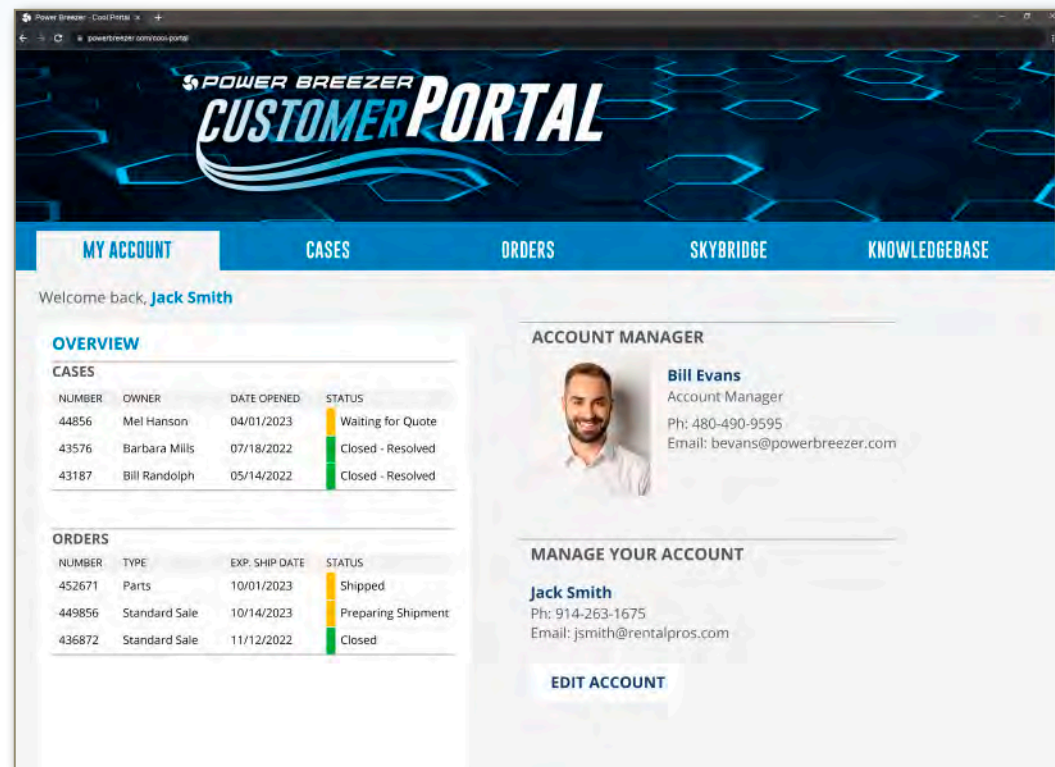 Power Breezer - Cool Portal
powerbreezer.com/cool-portal
POWER BREEZER
CUSTOMER PORTAL
MY ACCOUNT CASES ORDERS SKYBRIDGE KNOWLEDGEBASE
Welcome back, Jack Smith
OVERVIEW
CASES
NUMBER OWNER DATE OPENED STATUS
44856 Mel Hanson 04/01/2023 Waiting for Quote
43576 Barbara Mills 07/18/2022 Closed - Resolved
43187 Bill Randolph 05/14/2022 Closed - Resolved
ORDERS
NUMBER TYPE EXP. SHIP DATE STATUS
452671 Parts 10/01/2023 Shipped
449856 Standard Sale 10/14/2023 Preparing Shipment
436872 Standard Sale 11/12/2022 Closed
ACCOUNT MANAGER
Bill Evans
Account Manager
Ph: 480-490-9595
Email: bevans@powerbreezer.com
MANAGE YOUR ACCOUNT
Jack Smith
Ph: 914-263-1675
Email: jsmith@rentalpros.com
EDIT ACCOUNT